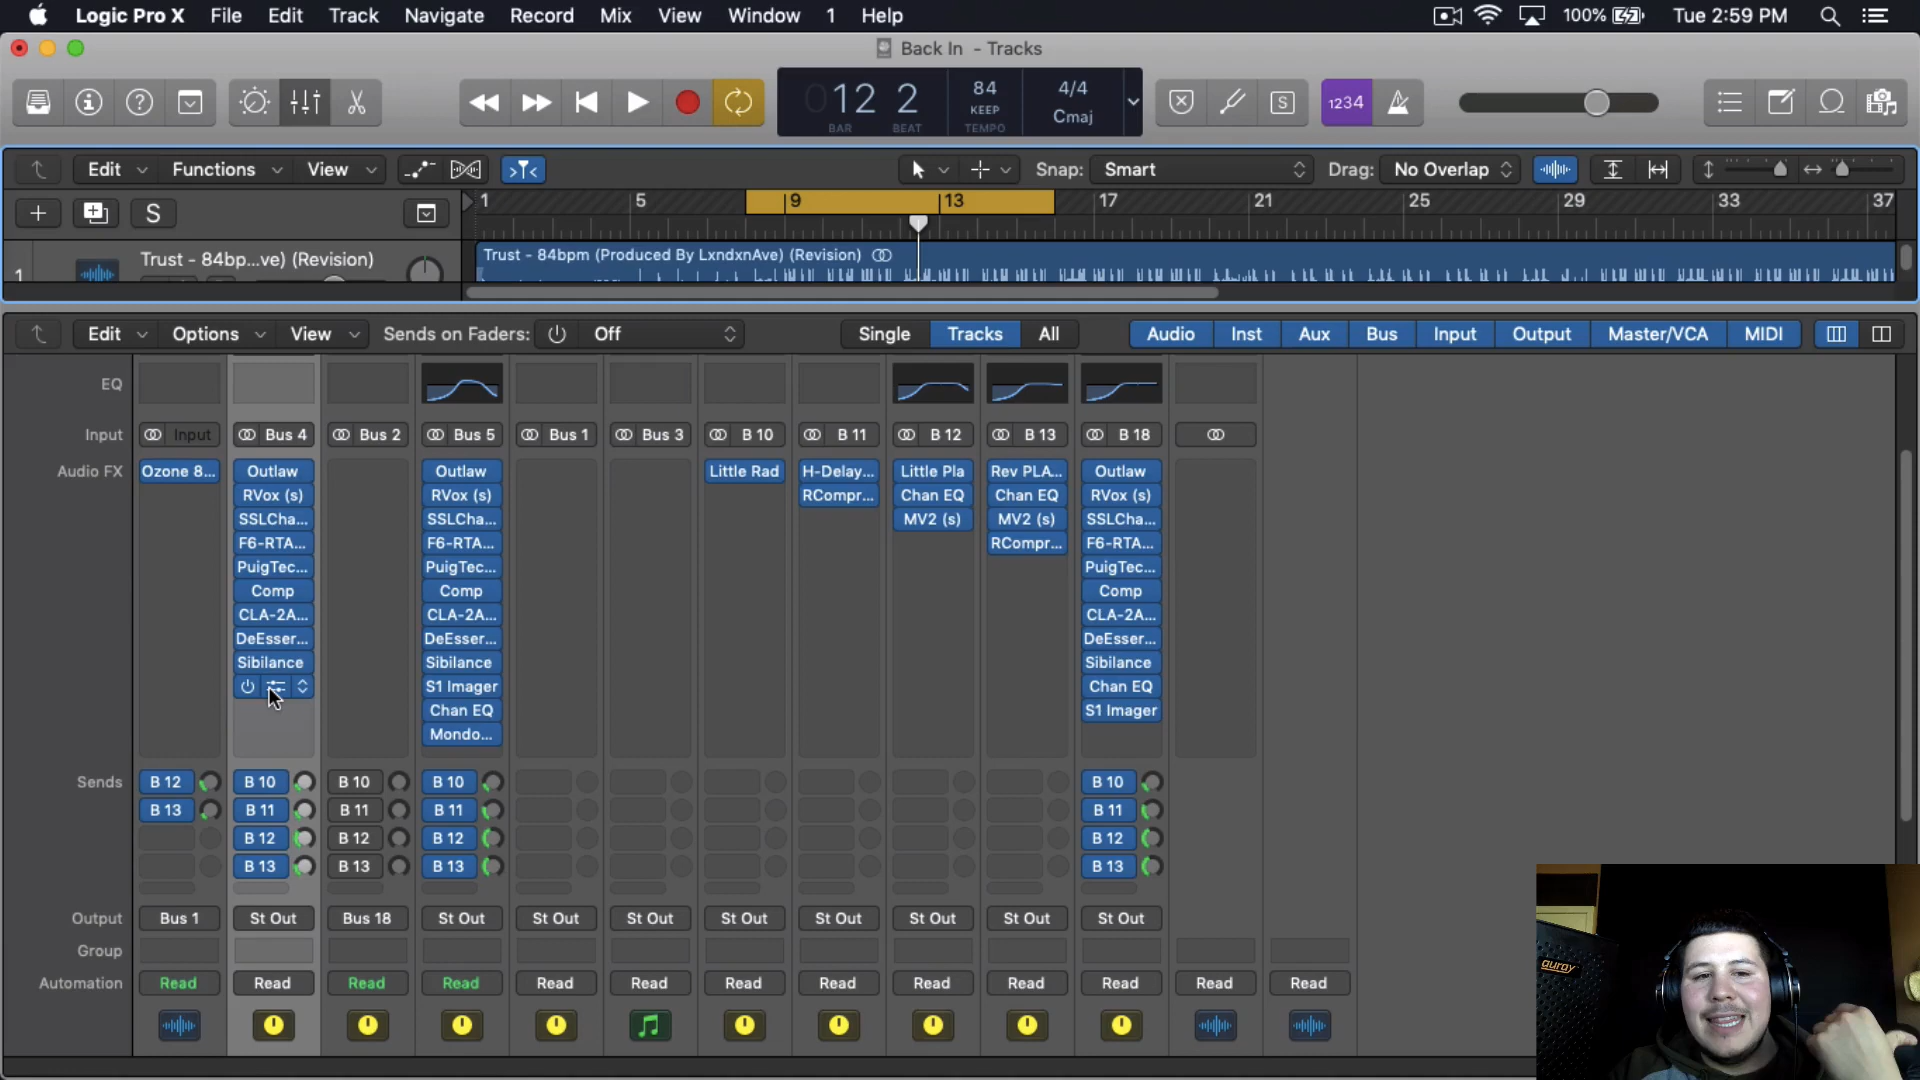 Logic Pro X File Edit Track Navigate Record Mix View Window 1 Help 100% Tue 2:59 PM
Back In - Tracks
012 2 84 4/4
KEEP Cmaj
BAR BEAT TEMPO
S 1234
Edit Functions View Snap: Smart Drag: No Overlap
S 1 5 9 13 17 21 25 29 33 37
1 Trust - 84bp...ve) (Revision) Trust - 84bpm (Produced By LxndxnAve) (Revision)
Edit Options View Sends on Faders: Off Single Tracks All Audio Inst Aux Bus Input Output Master/VCA MIDI
EQ
Input Input Bus 4 Bus 2 Bus 5 Bus 1 Bus 3 B 10 B 11 B 12 B 13 B 18
Audio FX Ozone 8... Outlaw Outlaw Little Rad H-Delay... Little Pla Rev PLA... Outlaw
RVox (s) RVox (s) RCompr... Chan EQ Chan EQ RVox (s)
SSLCha... SSLCha... MV2 (s) MV2 (s) SSLCha...
F6-RTA... F6-RTA... RCompr... F6-RTA...
PuigTec... PuigTec... PuigTec...
Comp Comp Comp
CLA-2A... CLA-2A... CLA-2A...
DeEsser... DeEsser... DeEsser...
Sibilance Sibilance Sibilance
S1 Imager Chan EQ
Chan EQ S1 Imager
Mondo...
Sends B 12 B 10 B 10 B 10 B 10
B 13 B 11 B 11 B 11 B 11
B 12 B 12 B 12 B 12
B 13 B 13 B 13 B 13
Output Bus 1 St Out Bus 18 St Out St Out St Out St Out St Out St Out St Out St Out
Group
Automation Read Read Read Read Read Read Read Read Read Read Read Read Read
auray